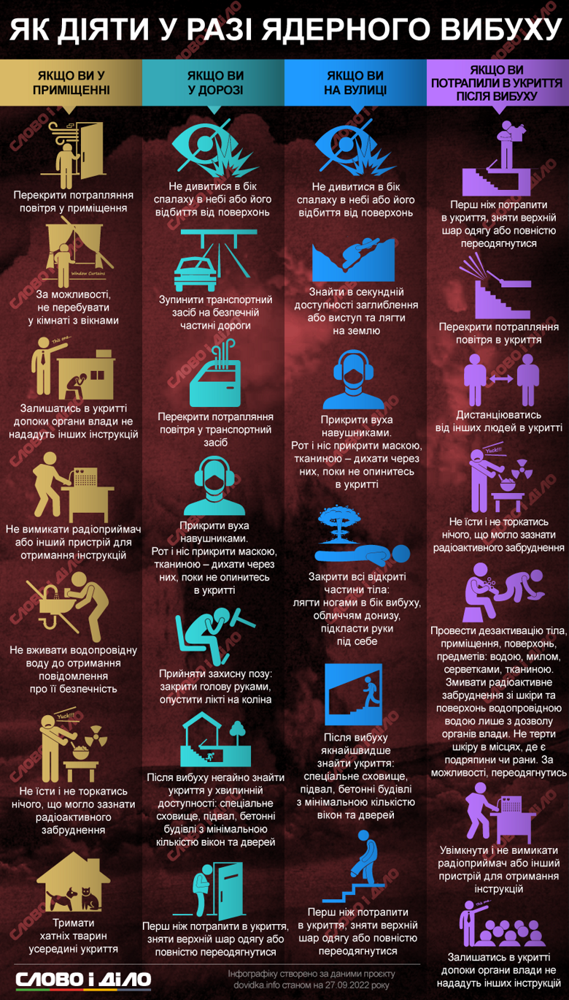 ЯК ДІЯТИ У РАЗІ ЯДЕРНОГО ВИБУХУ
ЯКЩО ВИ У
ПРИМІЩЕННІ
Перекрити потрапляння
повітря у приміщення
Window Curtains
За можливості,
не перебувати
у кімнаті з вікнами
This one...
Залишатись в укритті
допоки органи влади не
нададуть інших інструкцій
Не вимикати радіоприймач
або інший пристрій для
отримання інструкцій
Не вживати водопровідну
воду до отримання
повідомлення
про її безпечність
Yuck!!!
Не їсти і не торкатись
нічого, що могло зазнати
радіоактивного
забруднення
Тримати
хатніх тварин
усередині укриття
ЯКЩО ВИ
У ДОРОЗІ
Не дивитися в бік
спалаху в небі або його
відбиття від поверхонь
Зупинити транспортний
засіб на безпечній
частині дороги
Перекрити потрапляння
повітря у транспортний
засіб
Прикрити вуха
навушниками.
Рот і ніс прикрити маскою,
тканиною – дихати через
них, поки не опинитесь
в укритті
Прийняти захисну позу:
закрити голову руками,
опустити лікті на коліна
Після вибуху негайно знайти
укриття у хвилинній
доступності: спеціальне
сховище, підвал, бетонні
будівлі з мінімальною
кількістю вікон та дверей
Перш ніж потрапити в укриття,
зняти верхній шар одягу або
повністю переодягнутися
ЯКЩО ВИ
НА ВУЛИЦІ
Не дивитися в бік
спалаху в небі або його
відбиття від поверхонь
Знайти в секундній
доступності заглиблення
або виступ та лягти
на землю
Прикрити вуха
навушниками.
Рот і ніс прикрити маскою,
тканиною – дихати через
них, поки не опинитесь
в укритті
Закрити всі відкриті
частини тіла:
лягти ногами в бік вибуху,
обличчям донизу,
підкласти руки
під себе
Після вибуху
якнайшвидше
знайти укриття:
спеціальне сховище,
підвал, бетонні будівлі
з мінімальною кількістю
вікон та дверей
Перш ніж потрапити
в укриття, зняти верхній
шар одягу або повністю
переодягнутися
ЯКЩО ВИ
ПОТРАПИЛИ В УКРИТТЯ
ПІСЛЯ ВИБУХУ
Перш ніж потрапити
в укриття, зняти верхній
шар одягу або повністю
переодягнутися
Перекрити потрапляння
повітря в укриття
Дистанціюватись
від інших людей в укритті
Yuck!!!
Не їсти і не торкатись
нічого, що могло зазнати
радіоактивного забруднення
Провести дезактивацію тіла,
приміщення, поверхонь,
предметів: водою, милом,
серветками, тканиною.
Змивати радіоактивне
забруднення зі шкіри та
поверхонь водопровідною
водою лише з дозволу
органів влади. Не терти
шкіру в місцях, де є
подряпини чи рани. За
можливості, переодягнутись
Увімкнути і не вимикати
радіоприймач або інший
пристрій для отримання
інструкцій
This one...
Залишатись в укритті
допоки органи влади не
нададуть інших інструкцій
СЛОВО і ДІЛО
Інфографіку створено за даними проєкту
dovidka.info станом на 27.09.2022 року